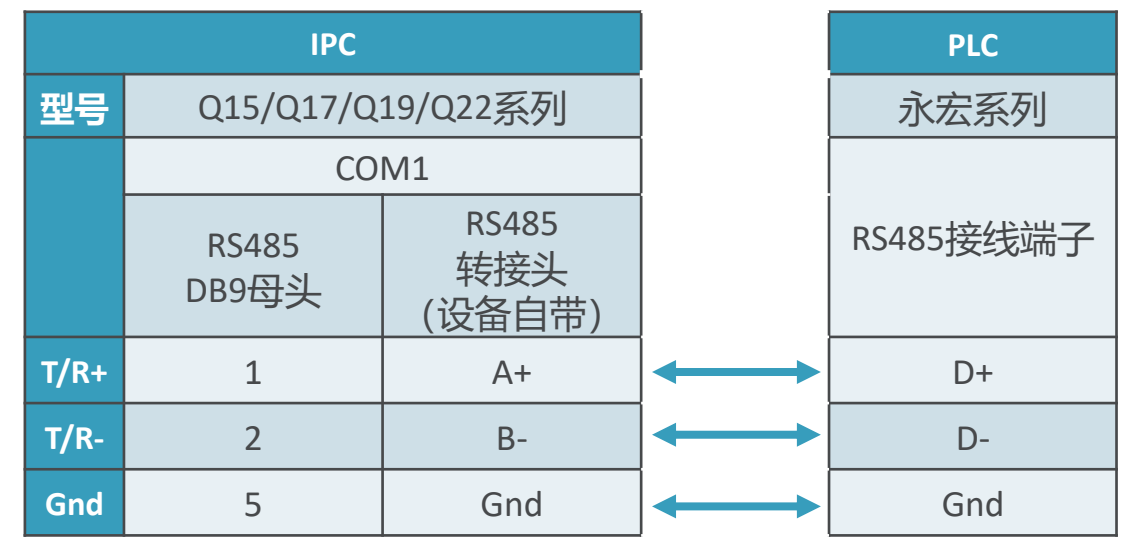 IPC
PLC
型号
Q15/Q17/Q19/Q22系列
永宏系列
COM1
RS485
DB9母头
RS485
转接头
（设备自带）
RS485接线端子
T/R+
1
A+
D+
T/R-
2
B-
D-
Gnd
5
Gnd
Gnd